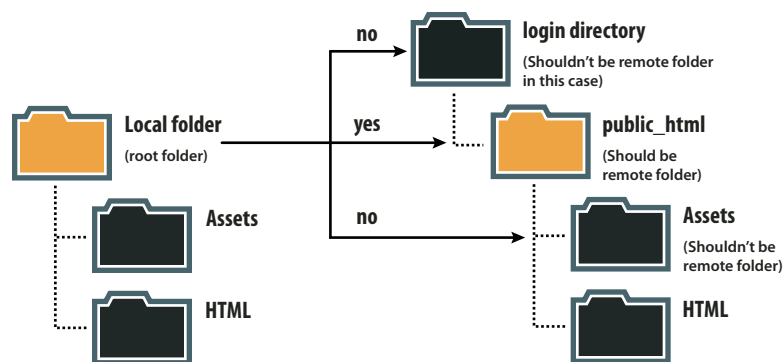 no
login directory
(Shouldn't be remote folder
in this case)
Local folder
(root folder)
yes
public_html
(Should be
remote folder)
no
Assets
Assets
(Shouldn't be
remote folder)
HTML
HTML